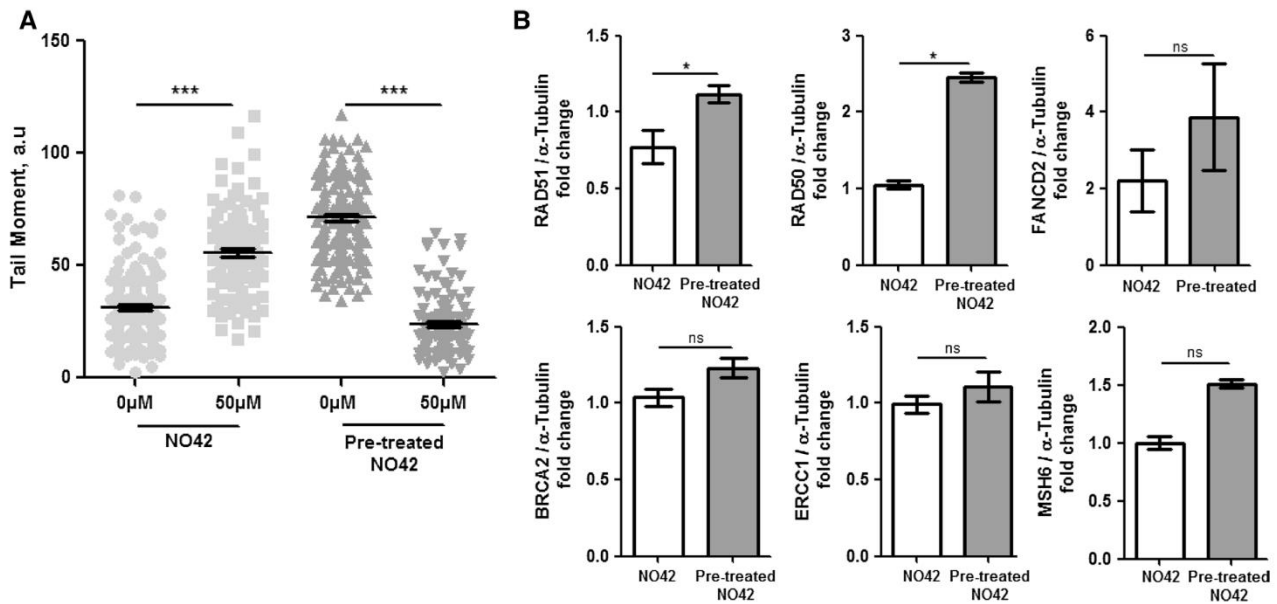 A
Tail Moment, a.u
150
100
50
0
***
***
0µM
50µM
0µM
50µM
NO42
Pre-treated
NO42
B
RAD51 / α-Tubulin
fold change
1.5
1.0
0.5
0.0
*
NO42
Pre-treated
NO42
RAD50 / α-Tubulin
fold change
3
2
1
0
*
NO42
Pre-treated
NO42
FANCD2 / α-Tubulin
fold change
6
4
2
0
ns
NO42
Pre-treated
BRCA2 / α-Tubulin
fold change
1.5
1.0
0.5
0.0
ns
NO42
Pre-treated
NO42
ERCC1 / α-Tubulin
fold change
1.5
1.0
0.5
0.0
ns
NO42
Pre-treated
NO42
MSH6 / α-Tubulin
fold change
2.0
1.5
1.0
0.5
0.0
ns
NO42
Pre-treated
NO42